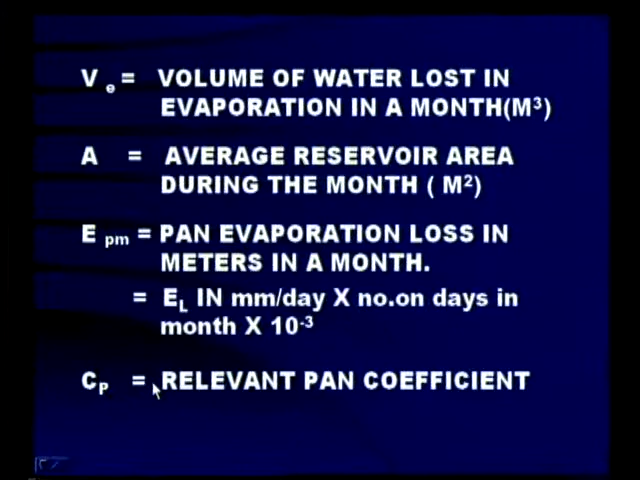 Ve = VOLUME OF WATER LOST IN
EVAPORATION IN A MONTH(M³)
A = AVERAGE RESERVOIR AREA
DURING THE MONTH ( M²)
E pm = PAN EVAPORATION LOSS IN
METERS IN A MONTH.
= EL IN mm/day X no.on days in
month X 10⁻³
CP = RELEVANT PAN COEFFICIENT